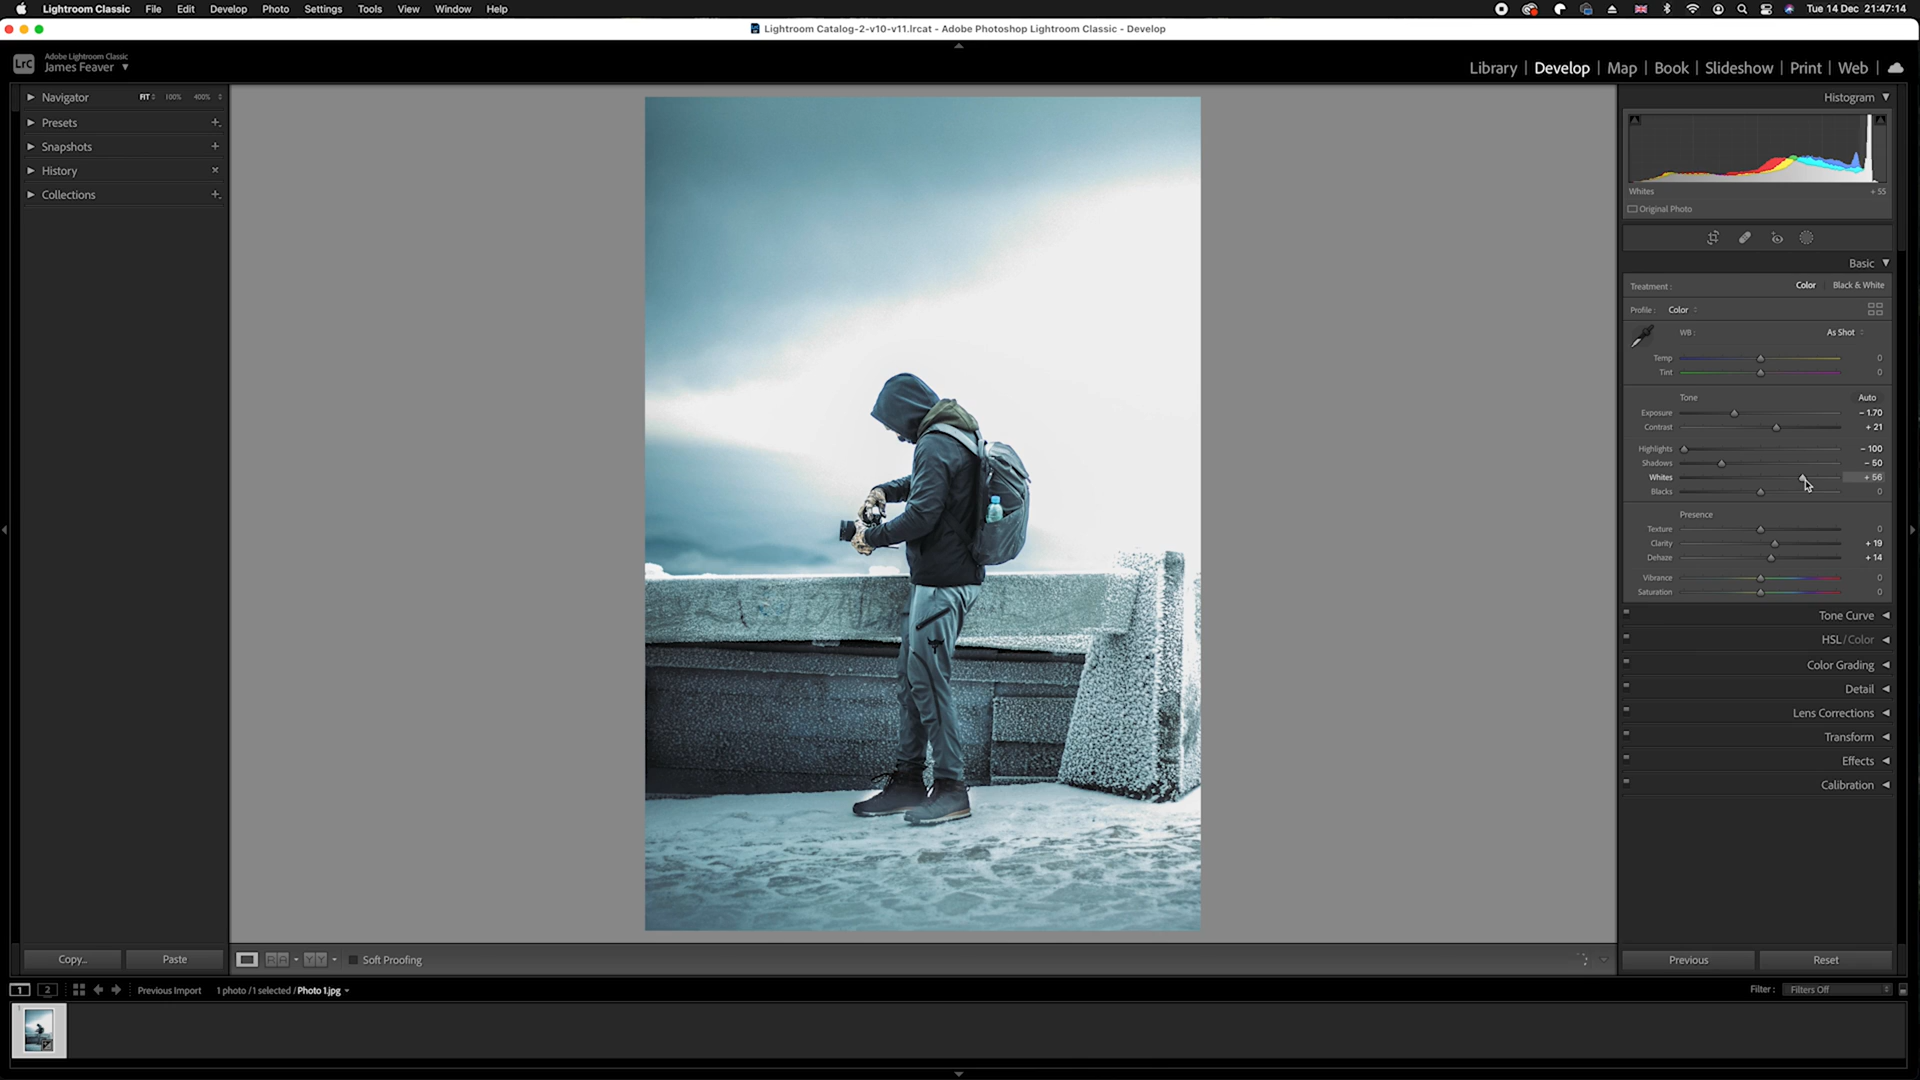 Lightroom Classic File Edit Develop Photo Settings Tools View Window Help Tue 14 Dec 21:47:14
Lightroom Catalog-2-v10-v11.lrcat - Adobe Photoshop Lightroom Classic - Develop
LrC Adobe Lightroom Classic
James Feaver
Library | Develop | Map | Book | Slideshow | Print | Web
Navigator FIT 100% 400%
Presets
Snapshots
History
Collections
Histogram
Whites + 55
Original Photo
Basic
Treatment : Color Black & White
Profile : Color
WB : As Shot
Temp 0
Tint 0
Tone Auto
Exposure – 1.70
Contrast + 21
Highlights – 100
Shadows – 50
Whites + 56
Blacks 0
Presence
Texture 0
Clarity + 19
Dehaze + 14
Vibrance 0
Saturation 0
Tone Curve
HSL / Color
Color Grading
Detail
Lens Corrections
Transform
Effects
Calibration
Copy... Paste
RA YY Soft Proofing
Previous Reset
1 2 Previous Import 1 photo / 1 selected / Photo 1.jpg
Filter : Filters Off